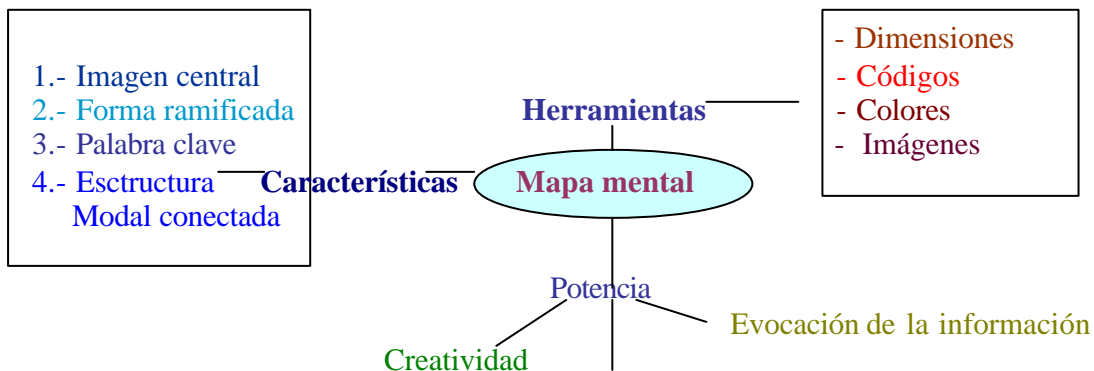 1.- Imagen central
2.- Forma ramificada
3.- Palabra clave
4.- Esctructura
Modal conectada
Características
Mapa mental
Herramientas
- Dimensiones
- Códigos
- Colores
- Imágenes
Potencia
Creatividad
Evocación de la información